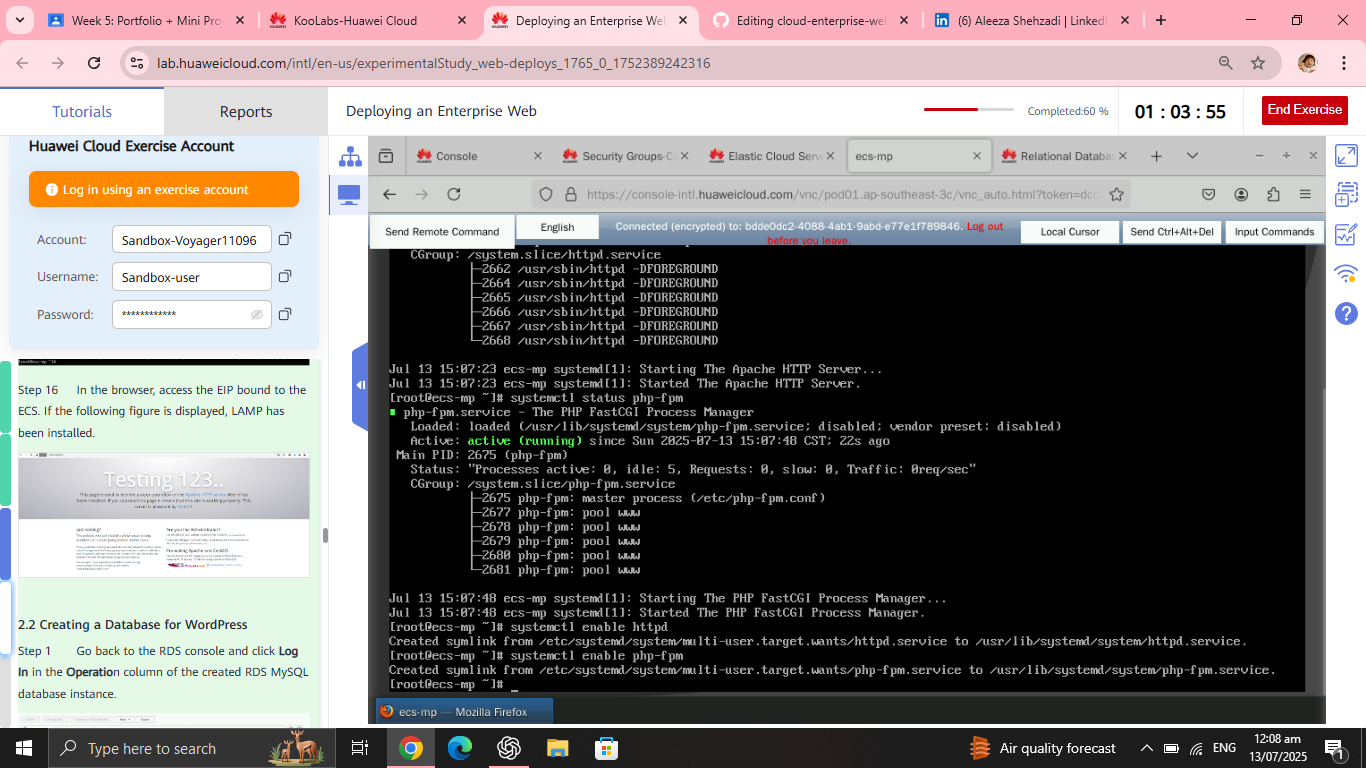 Week 5: Portfolio + Mini Pro
KooLabs-Huawei Cloud
Deploying an Enterprise We
Editing cloud-enterprise-we
(6) Aleeza Shehzadi | LinkedI
lab.huaweicloud.com/intl/en-us/experimentalStudy_web-deploys_1765_0_1752389242316
Tutorials
Reports
Deploying an Enterprise Web
Completed:60 %
01 : 03 : 55
End Exercise
Huawei Cloud Exercise Account
Log in using an exercise account
Account:
Sandbox-Voyager11096
Username:
Sandbox-user
Password:
************
Step 16 In the browser, access the EIP bound to the
ECS. If the following figure is displayed, LAMP has
been installed.
Testing 123..
2.2 Creating a Database for WordPress
Step 1 Go back to the RDS console and click Log
In in the Operation column of the created RDS MySQL
database instance.
Console
Security Groups-Co
Elastic Cloud Serve
ecs-mp
Relational Databas
https://console-intl.huaweicloud.com/vnc/pod01.ap-southeast-3c/vnc_auto.html?token=dcc
Send Remote Command
English
Connected (encrypted) to: bdde0dc2-4088-4ab1-9abd-e77e1f789846. Log out
before you leave.
Local Cursor
Send Ctrl+Alt+Del
Input Commands
CGroup: /system.slice/httpd.service
├─2662 /usr/sbin/httpd -DFOREGROUND
├─2664 /usr/sbin/httpd -DFOREGROUND
├─2665 /usr/sbin/httpd -DFOREGROUND
├─2666 /usr/sbin/httpd -DFOREGROUND
├─2667 /usr/sbin/httpd -DFOREGROUND
└─2668 /usr/sbin/httpd -DFOREGROUND
Jul 13 15:07:23 ecs-mp systemd[1]: Starting The Apache HTTP Server...
Jul 13 15:07:23 ecs-mp systemd[1]: Started The Apache HTTP Server.
[root@ecs-mp ~]# systemctl status php-fpm
php-fpm.service - The PHP FastCGI Process Manager
Loaded: loaded (/usr/lib/systemd/system/php-fpm.service; disabled; vendor preset: disabled)
Active: active (running) since Sun 2025-07-13 15:07:48 CST; 22s ago
Main PID: 2675 (php-fpm)
Status: "Processes active: 0, idle: 5, Requests: 0, slow: 0, Traffic: 0req/sec"
CGroup: /system.slice/php-fpm.service
├─2675 php-fpm: master process (/etc/php-fpm.conf)
├─2677 php-fpm: pool www
├─2678 php-fpm: pool www
├─2679 php-fpm: pool www
├─2680 php-fpm: pool www
└─2681 php-fpm: pool www
Jul 13 15:07:48 ecs-mp systemd[1]: Starting The PHP FastCGI Process Manager...
Jul 13 15:07:48 ecs-mp systemd[1]: Started The PHP FastCGI Process Manager.
[root@ecs-mp ~]# systemctl enable httpd
Created symlink from /etc/systemd/system/multi-user.target.wants/httpd.service to /usr/lib/systemd/system/httpd.service.
[root@ecs-mp ~]# systemctl enable php-fpm
Created symlink from /etc/systemd/system/multi-user.target.wants/php-fpm.service to /usr/lib/systemd/system/php-fpm.service.
[root@ecs-mp ~]# _
ecs-mp — Mozilla Firefox
Type here to search
Air quality forecast
ENG
12:08 am
13/07/2025
1